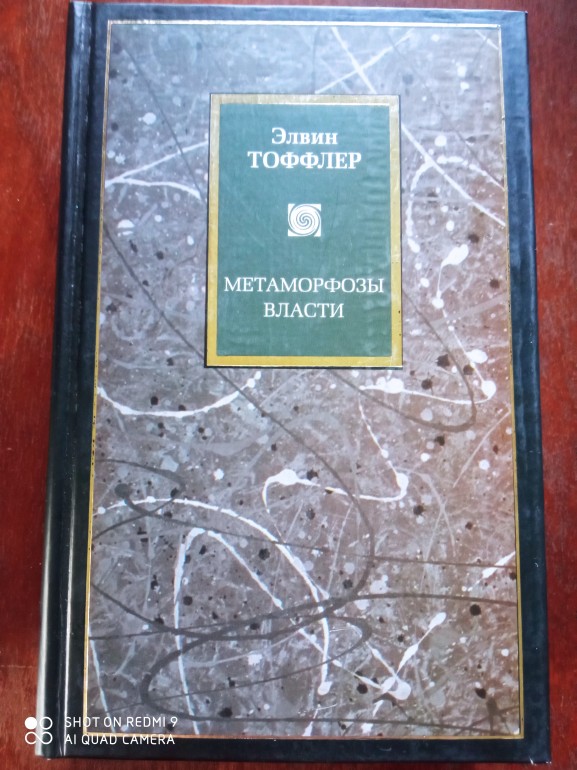 Элвин
ТОФФЛЕР
МЕТАМОРФОЗЫ
ВЛАСТИ
SHOT ON REDMI 9
AI QUAD CAMERA